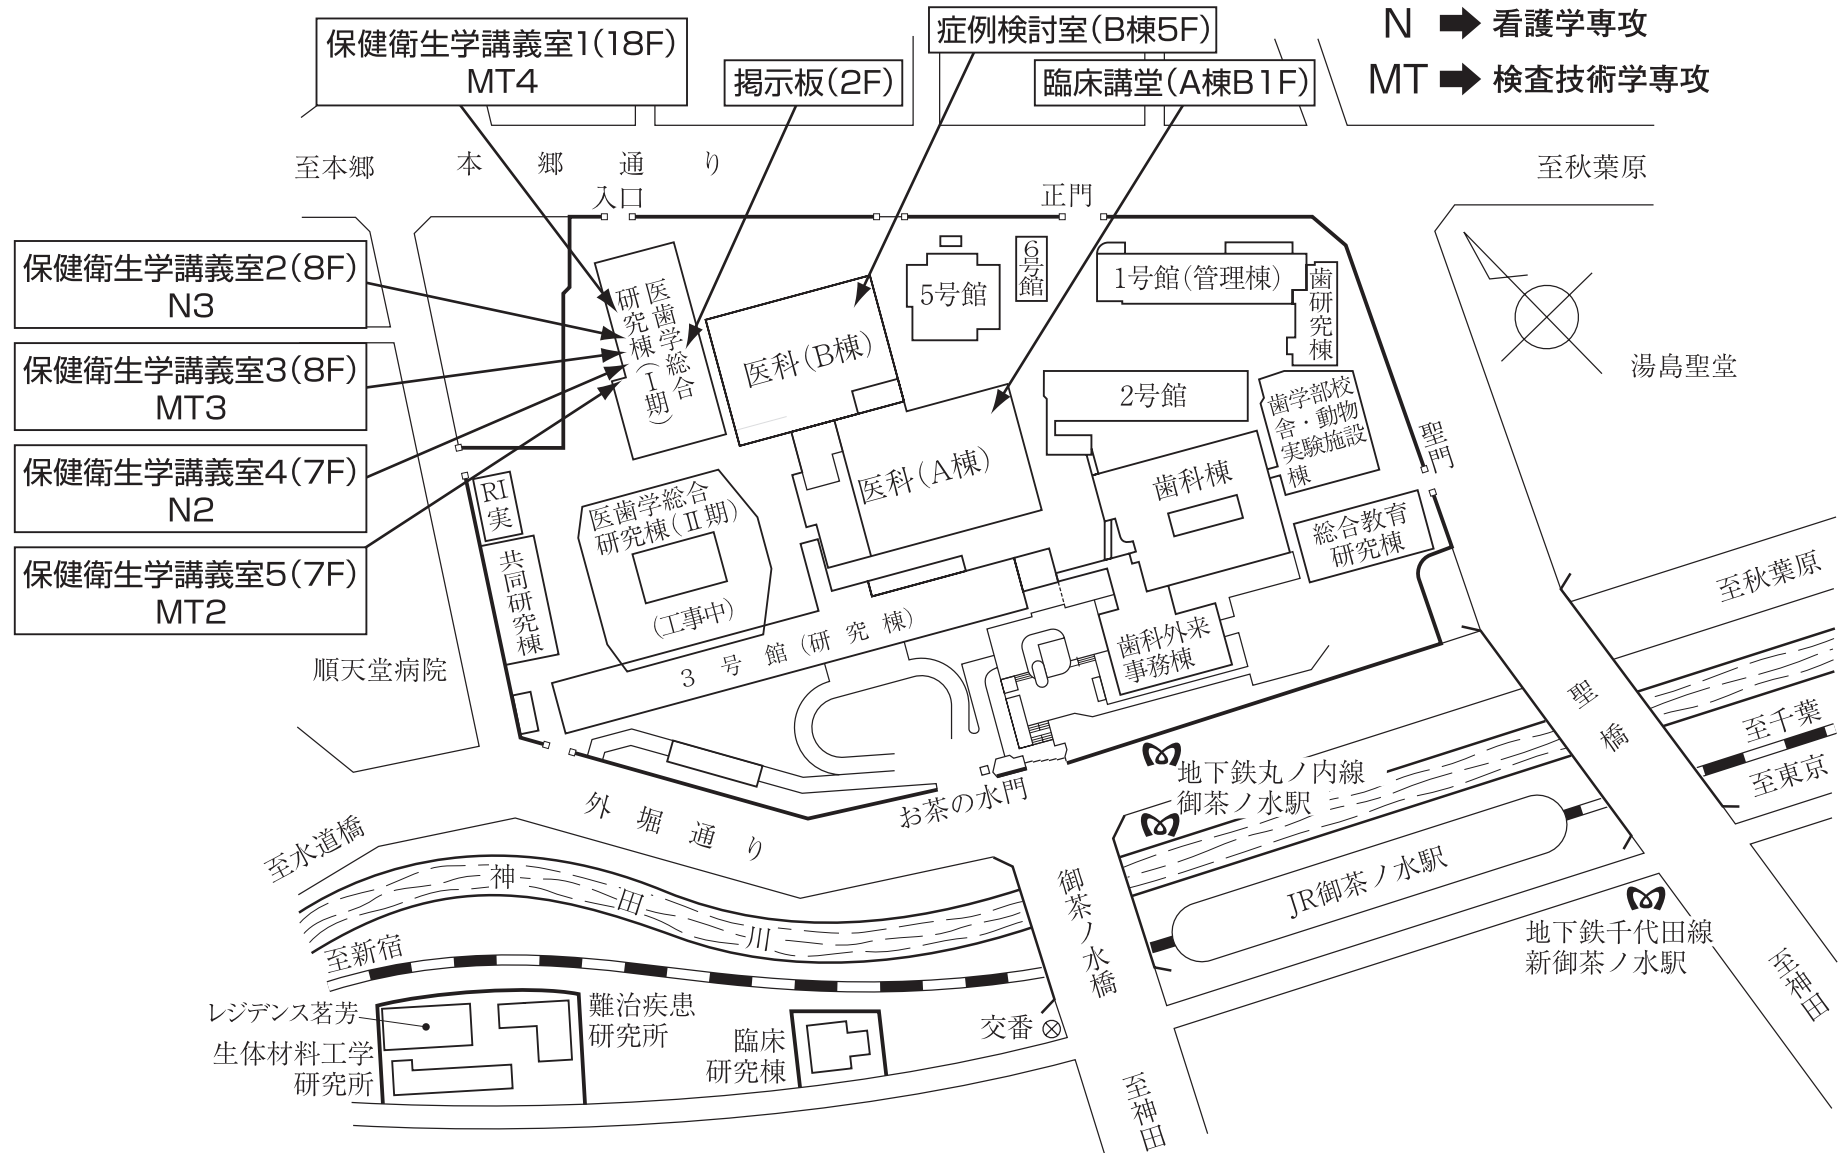 保健衛生学講義室1(18F)
MT4
掲示板(2F)
症例検討室(B棟5F)
臨床講堂(A棟B1F)
N ➡ 看護学専攻
MT ➡ 検査技術学専攻
至本郷
本郷通り
至秋葉原
入口
正門
保健衛生学講義室2(8F)
N3
保健衛生学講義室3(8F)
MT3
保健衛生学講義室4(7F)
N2
保健衛生学講義室5(7F)
MT2
医歯学総合
研究棟(I期)
医科(B棟)
5号館
6号館
1号館(管理棟)
歯研究棟
湯島聖堂
2号館
歯学部校
舎・動物
実験施設
棟
聖門
医科(A棟)
歯科棟
総合教育
研究棟
RI
実
医歯学総合
研究棟(II期)
(工事中)
共同研究棟
3号館(研究棟)
歯科外来
事務棟
順天堂病院
至秋葉原
聖橋
至千葉
至東京
地下鉄丸ノ内線
御茶ノ水駅
お茶の水門
外堀通り
至水道橋
神田川
御茶ノ水橋
JR御茶ノ水駅
地下鉄千代田線
新御茶ノ水駅
至新宿
至神田
レジデンス茗芳
生体材料工学
研究所
難治疾患
研究所
臨床
研究棟
交番
至神田